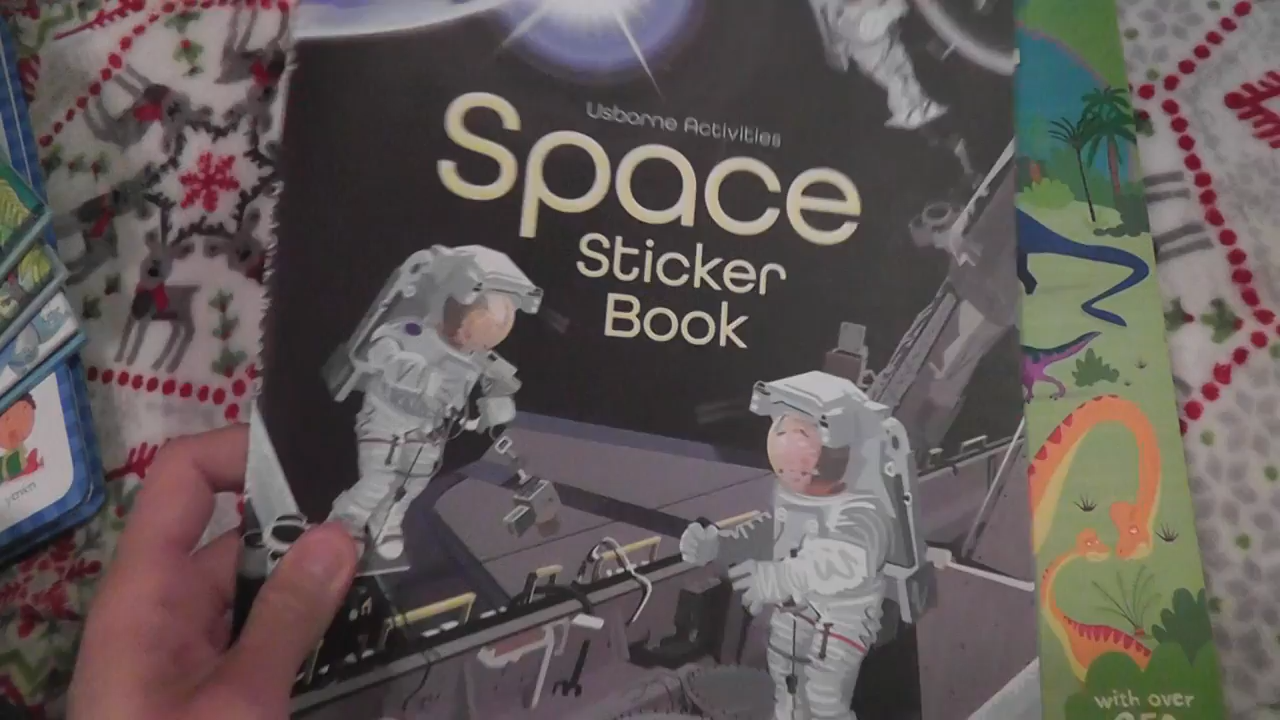 Usborne Activities
Space
Sticker
Book
with over